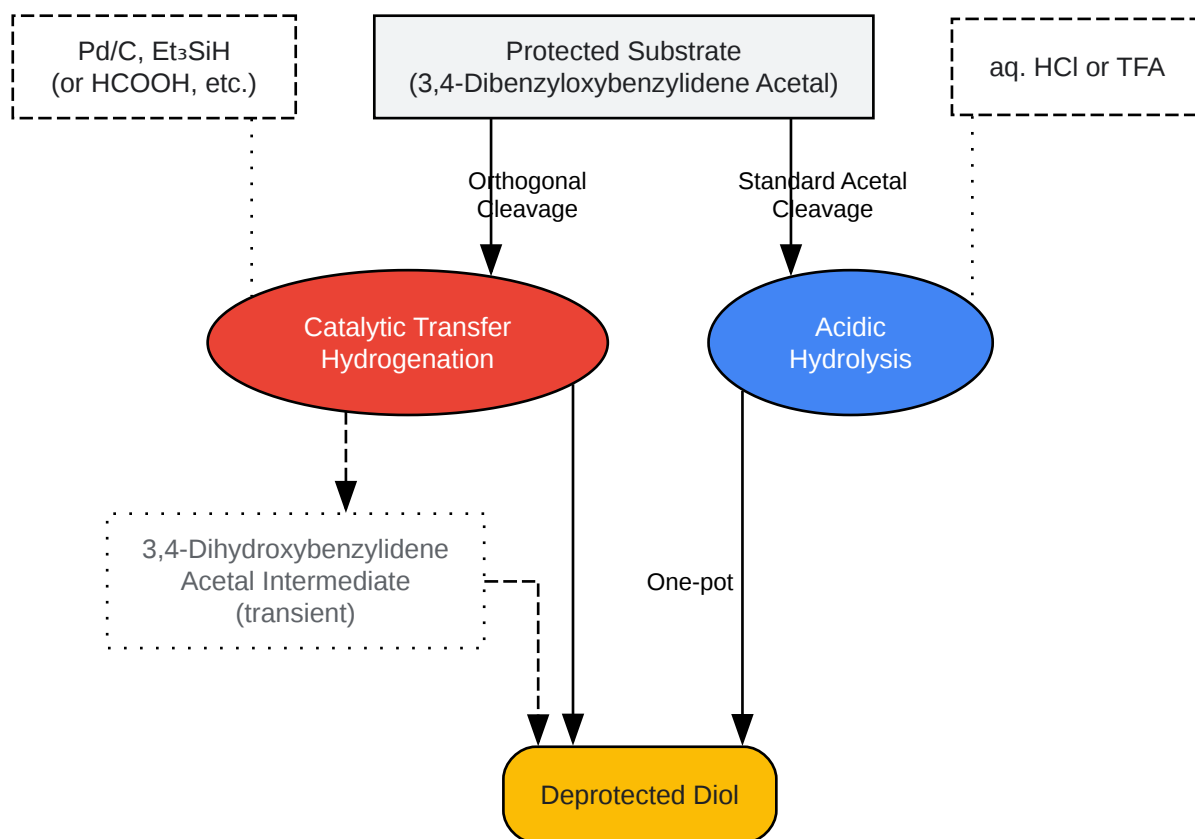 Pd/C, Et₃SiH
(or HCOOH, etc.)
Protected Substrate
(3,4-Dibenzyloxybenzylidene Acetal)
aq. HCl or TFA
Orthogonal
Cleavage
Standard Acetal
Cleavage
Catalytic Transfer
Hydrogenation
Acidic
Hydrolysis
3,4-Dihydroxybenzylidene
Acetal Intermediate
(transient)
One-pot
Deprotected Diol